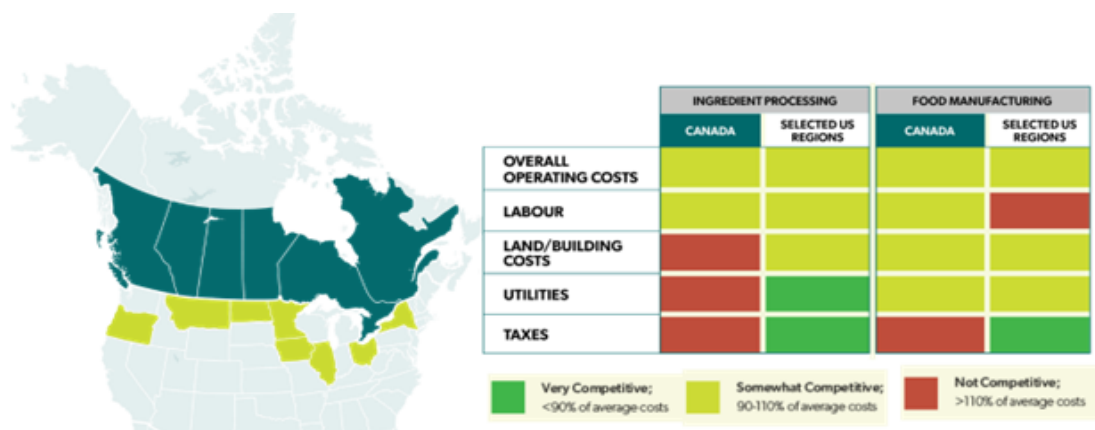 INGREDIENT PROCESSING
FOOD MANUFACTURING
CANADA
SELECTED US
REGIONS
CANADA
SELECTED US
REGIONS
OVERALL
OPERATING COSTS
LABOUR
LAND/BUILDING
COSTS
UTILITIES
TAXES
Very Competitive;
<90% of average costs
Somewhat Competitive;
90-110% of average costs
Not Competitive;
>110% of average costs